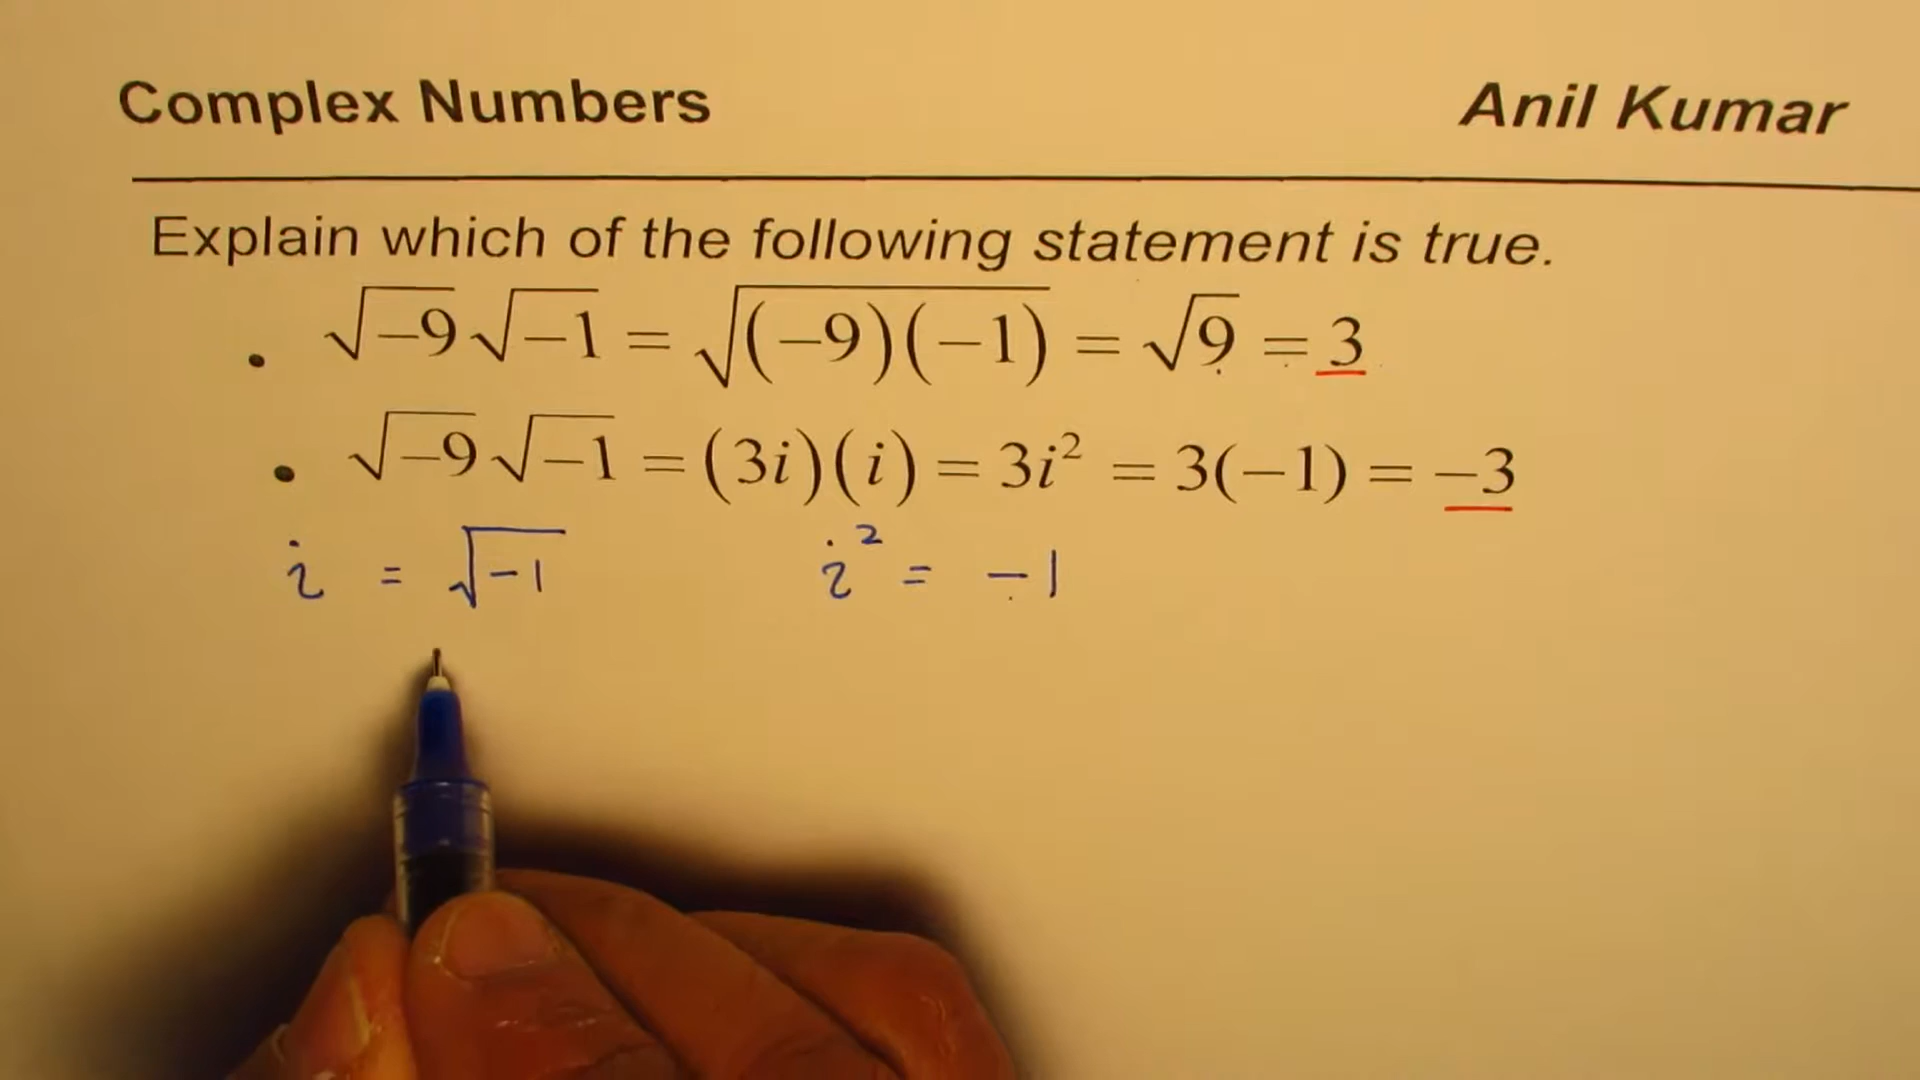 Complex Numbers Anil Kumar
Explain which of the following statement is true.
• √-9 √-1 = √(-9)(-1) = √9 = 3
• √-9 √-1 = (3i)(i) = 3i² = 3(-1) = -3
i = √-1 i² = -1